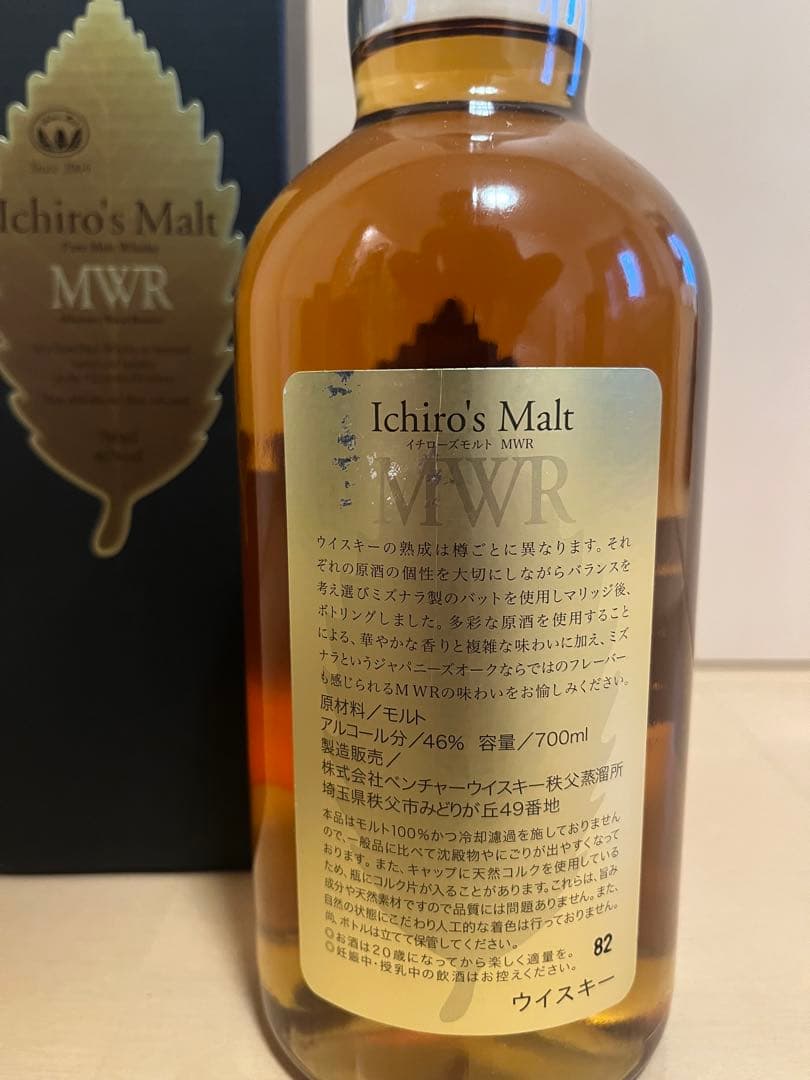 Ichiro's Malt
Pure Malt Whisky
MWR
Mizunara Wood Reserve
Ichiro's Malt
イチローズモルト MWR
MWR
ウイスキーの熟成は樽ごとに異なります。それ
ぞれの原酒の個性を大切にしながらバランスを
考え選びミズナラ製のバットを使用しマリッジ後、
ボトリングしました。多彩な原酒を使用すること
による、華やかな香りと複雑な味わいに加え、ミズ
ナラというジャパニーズオークならではのフレーバー
も感じられるMWRの味わいをお愉しみください。
原材料／モルト
アルコール分／46% 容量／700ml
製造販売／
株式会社ベンチャーウイスキー秩父蒸溜所
埼玉県秩父市みどりが丘49番地
本品はモルト100%かつ冷却濾過を施しておりません
ので、一般品に比べて沈殿物やにごりが出やすくなって
おります。また、キャップに天然コルクを使用している
ため、瓶にコルク片が入ることがあります。これらは、旨み
成分や天然素材ですので品質には問題ありません。また、
自然の状態にこだわり人工的な着色は行っておりません。
尚、ボトルは立てて保管してください。
◎お酒は20歳になってから楽しく適量を。
◎妊娠中・授乳中の飲酒はお控えください。
82
ウイスキー